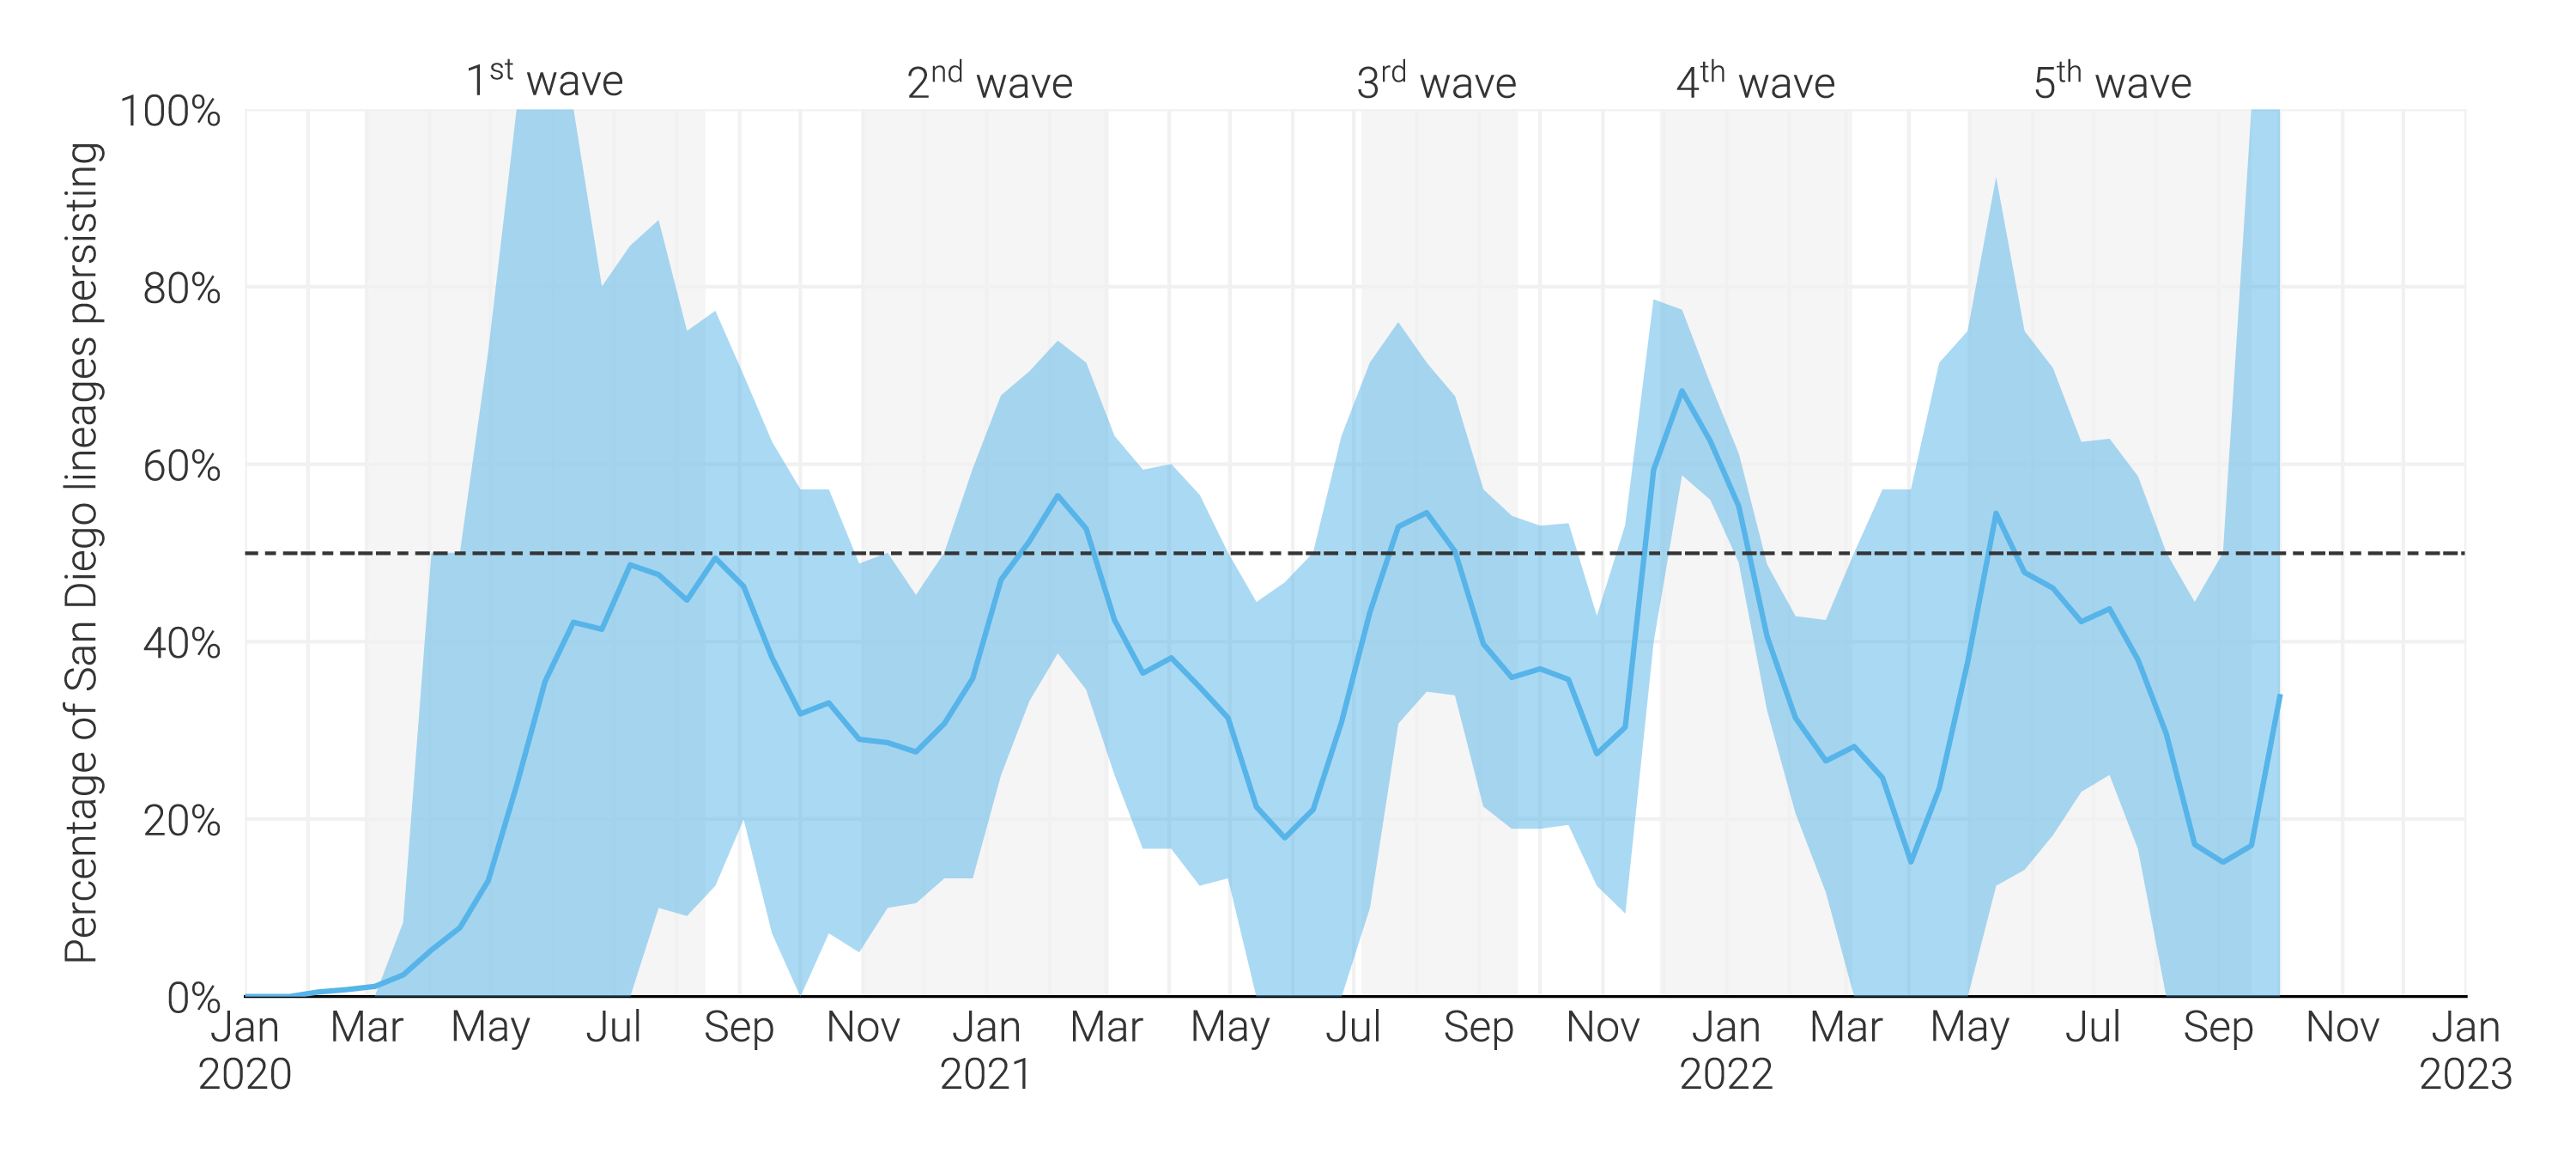 1st wave
2nd wave
3rd wave
4th wave
5th wave
Percentage of San Diego lineages persisting
100%
80%
60%
40%
20%
0%
Jan Mar May Jul Sep Nov Jan Mar May Jul Sep Nov Jan Mar May Jul Sep Nov Jan
2020 2021 2022 2023